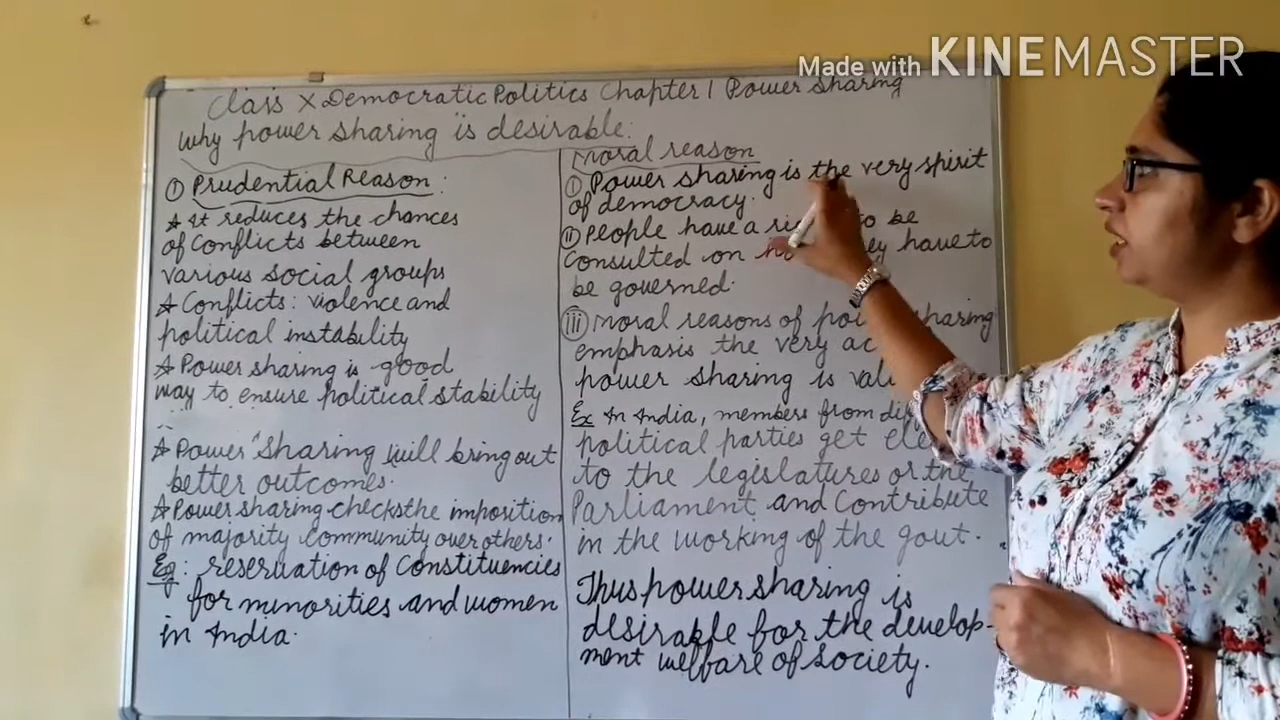 Made with KINEMASTER
Class X Democratic Politics Chapter 1 Power Sharing
Why power sharing is desirable:
① Prudential Reason:
☆ It reduces the chances
of conflicts between
various social groups
☆ Conflicts: violence and
political instability
☆ Power sharing is good
way to ensure political stability
☆ Power Sharing will bring out
better outcomes.
☆ Power sharing checks the imposition
of majority community over others.
Eg: reservation of constituencies
for minorities and women
in India.
Moral reason
① Power sharing is the very spirit
of democracy.
ⓘⓘ People have a to be
consulted on have to
be governed.
ⓘⓘⓘ Moral reasons of sharing
emphasis the very
power sharing is
Ex In India, members from
political parties get
to the legislatures or the
Parliament and contribute
in the working of the govt.
Thus power sharing is
desirable for the develop-
ment welfare of society.